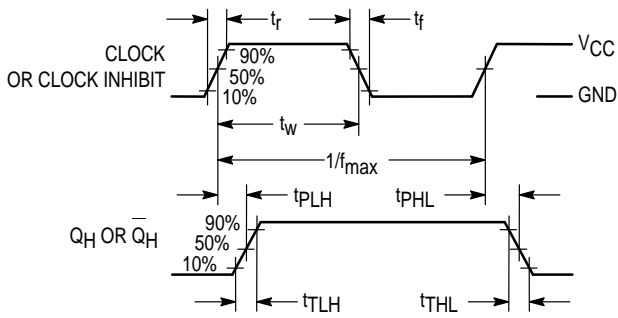 tr
tf
CLOCK
OR CLOCK INHIBIT
90%
50%
10%
VCC
GND
tw
1/fmax
tPLH
tPHL
QH OR Q̅H
90%
50%
10%
tTLH
tTHL